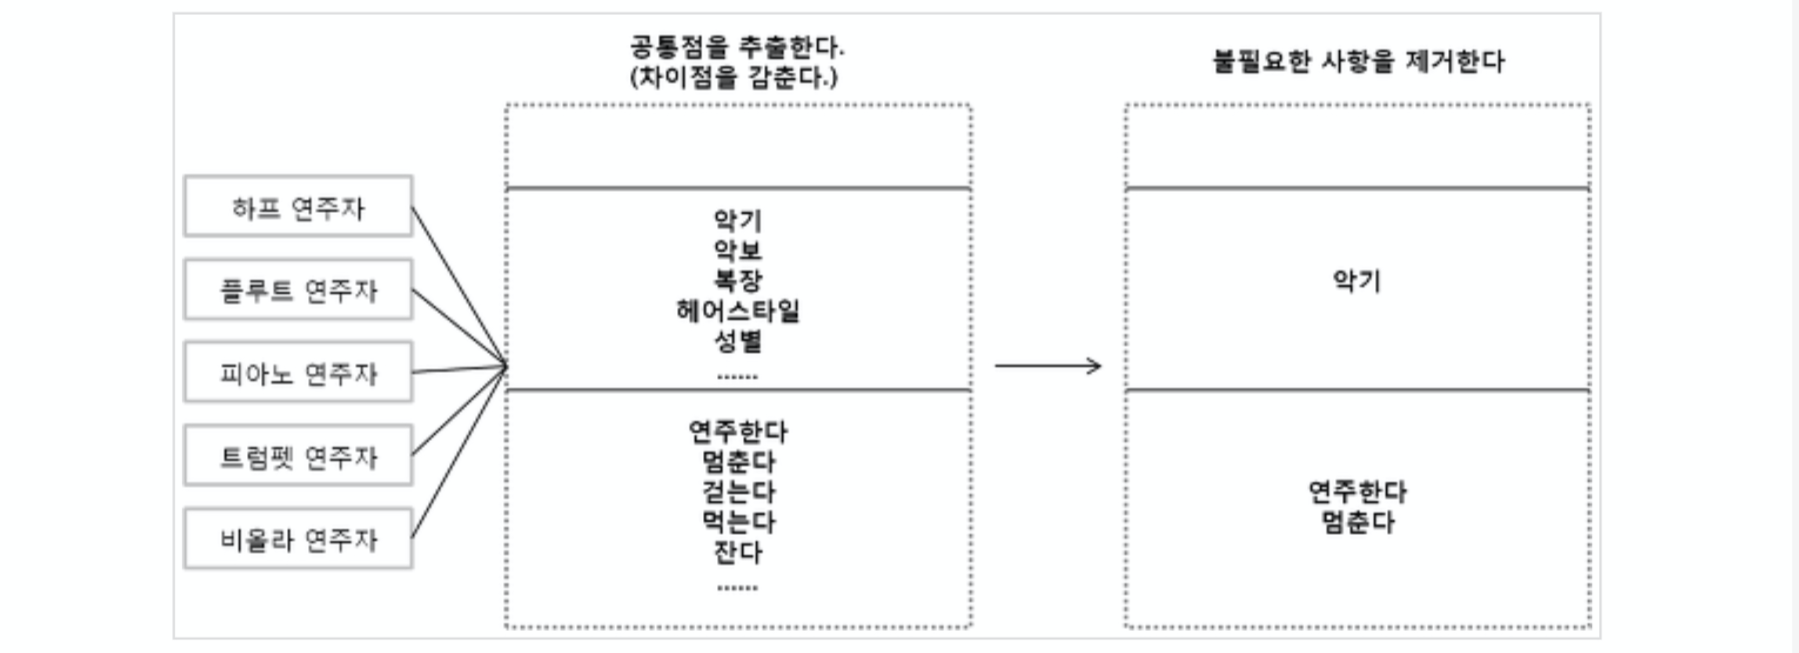 공통점을 추출한다.
(차이점을 감춘다.)
불필요한 사항을 제거한다
하프 연주자
플루트 연주자
피아노 연주자
트럼펫 연주자
비올라 연주자
악기
악보
복장
헤어스타일
성별
......
연주한다
멈춘다
걷는다
먹는다
잔다
......
악기
연주한다
멈춘다